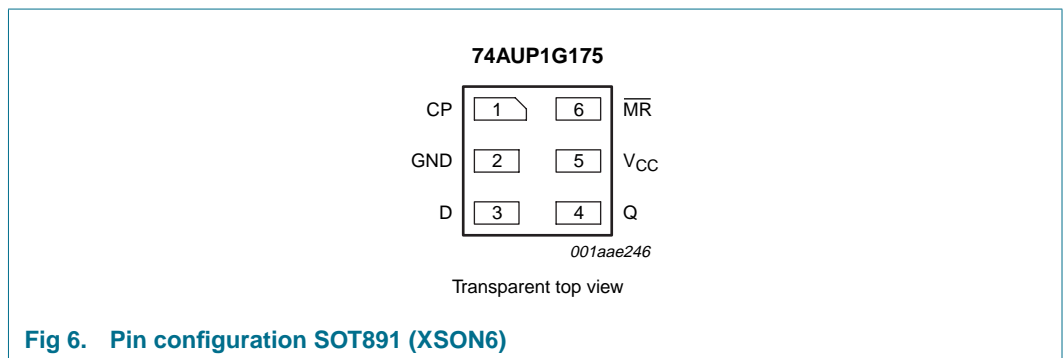 74AUP1G175
CP 1 6 M̅R̅
GND 2 5 VCC
D 3 4 Q
001aae246
Transparent top view
Fig 6. Pin configuration SOT891 (XSON6)